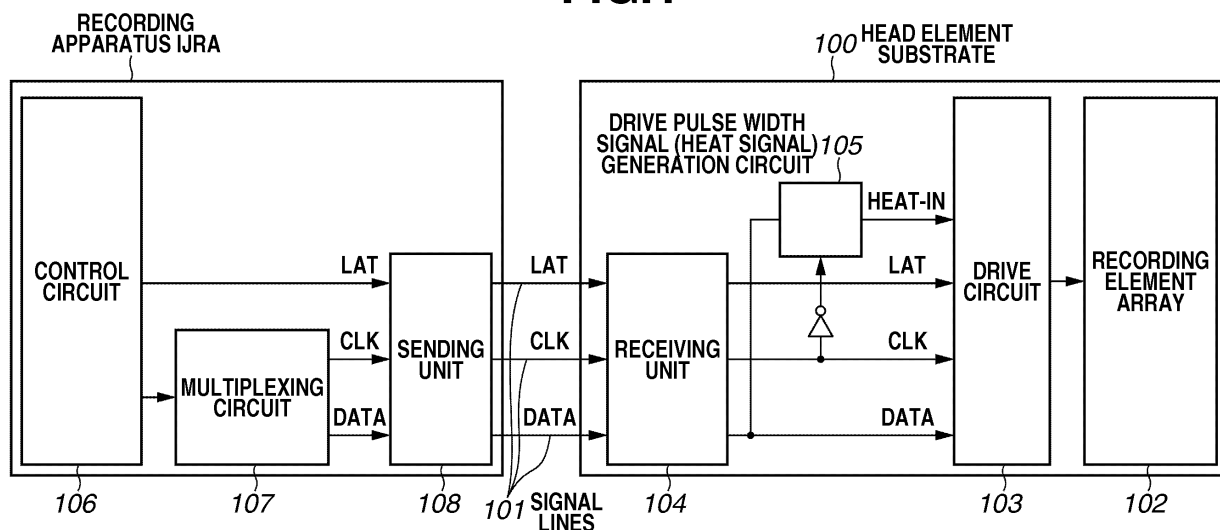 RECORDING
APPARATUS IJRA
100 HEAD ELEMENT
SUBSTRATE
DRIVE PULSE WIDTH
SIGNAL (HEAT SIGNAL)
GENERATION CIRCUIT
105
HEAT-IN
CONTROL
CIRCUIT
LAT
LAT
LAT
DRIVE
CIRCUIT
RECORDING
ELEMENT
ARRAY
MULTIPLEXING
CIRCUIT
CLK
DATA
SENDING
UNIT
CLK
DATA
RECEIVING
UNIT
CLK
DATA
106
107
108
101 SIGNAL
LINES
104
103
102